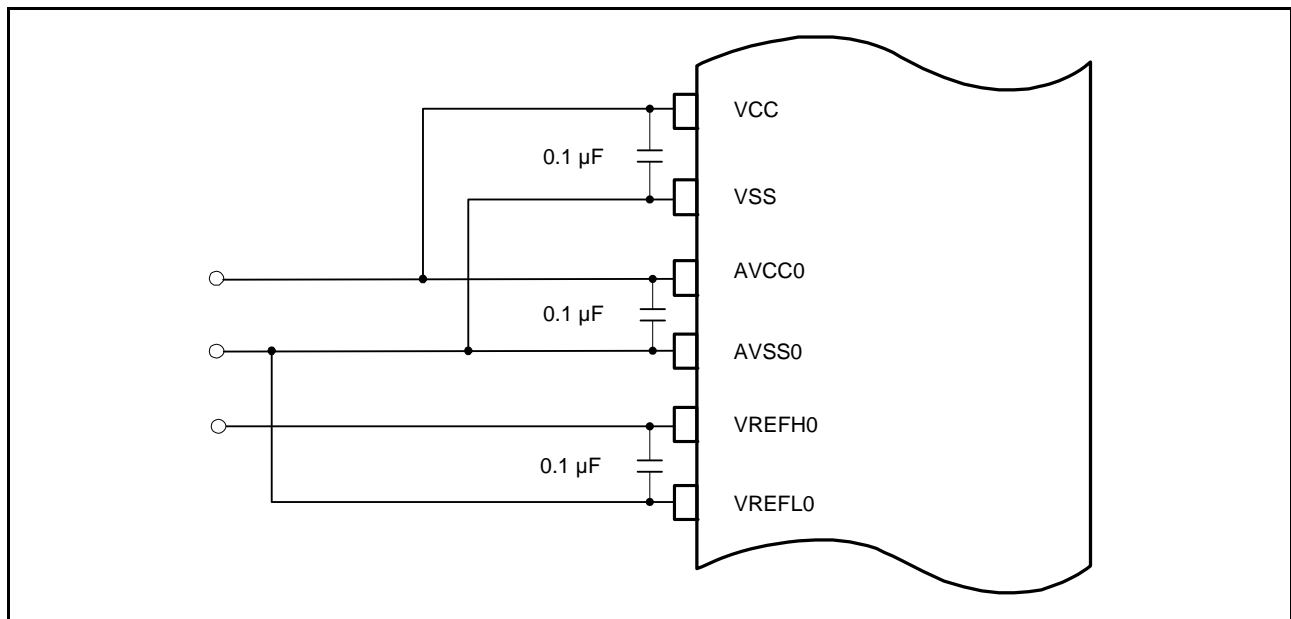 VCC
0.1 µF
VSS
AVCC0
0.1 µF
AVSS0
VREFH0
0.1 µF
VREFL0